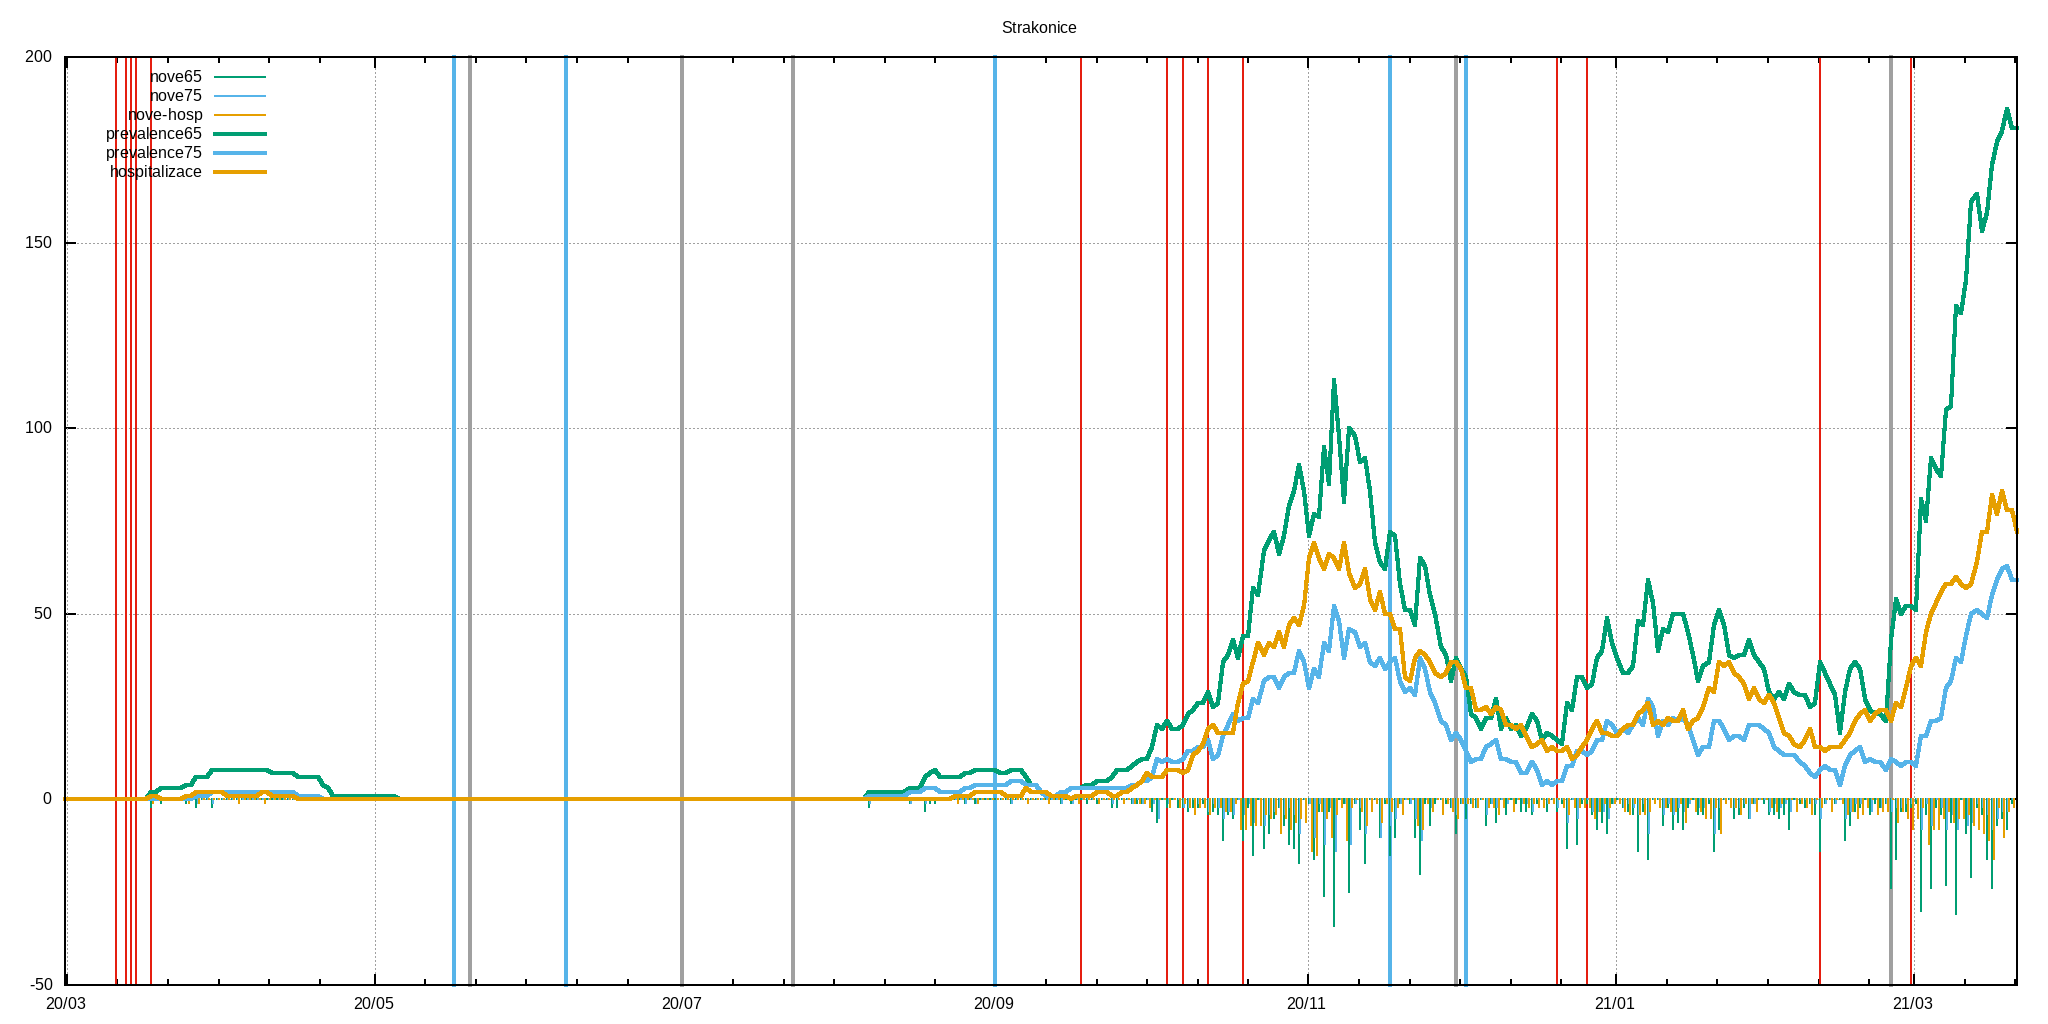 Strakonice
200
nove65
nove75
nove-hosp
prevalence65
prevalence75
hospitalizace
150
100
50
0
-50
20/03 20/05 20/07 20/09 20/11 21/01 21/03